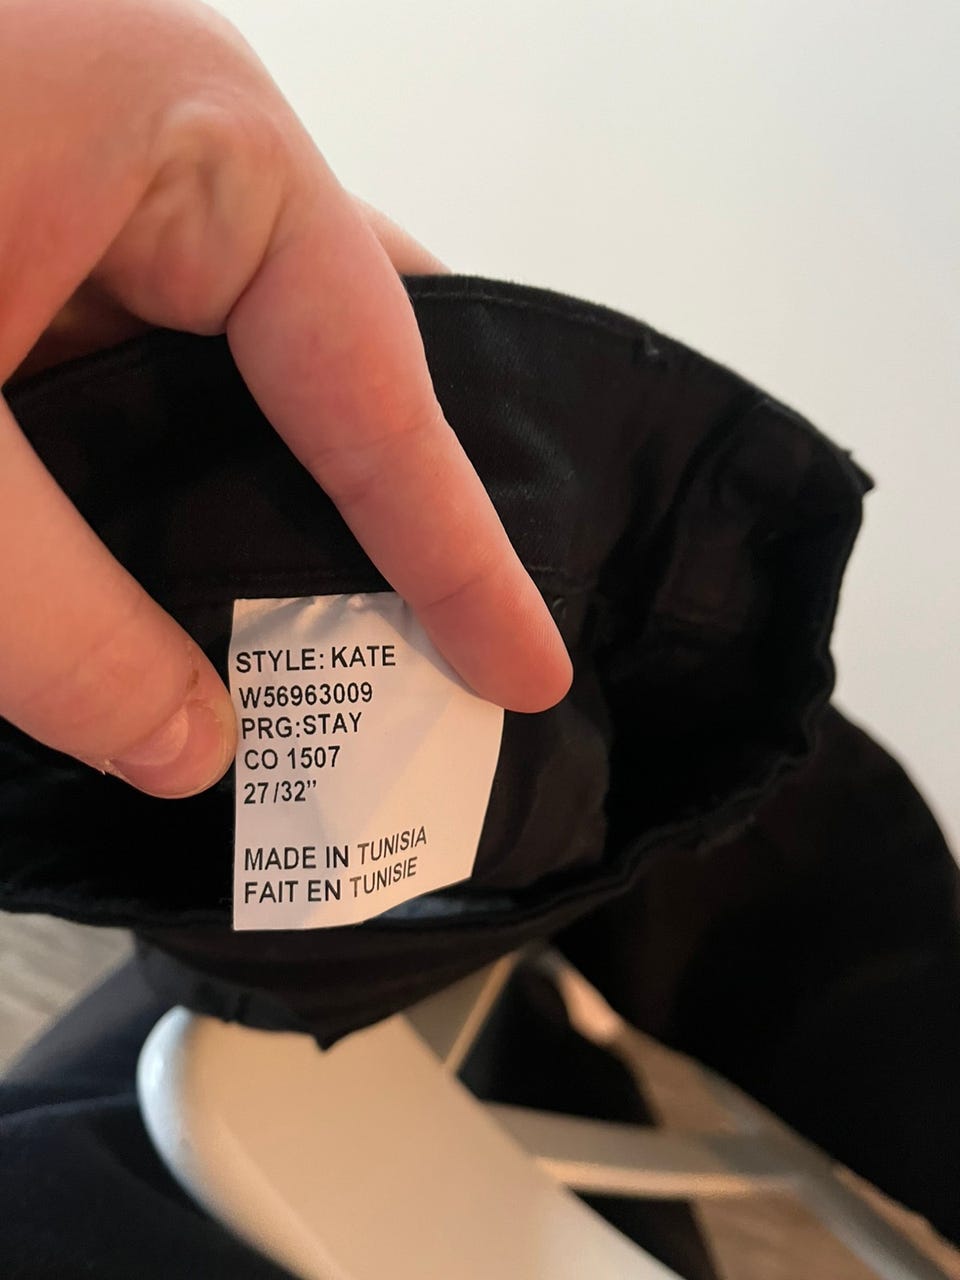 STYLE: KATE
W56963009
PRG:STAY
CO 1507
27/32”
MADE IN TUNISIA
FAIT EN TUNISIE